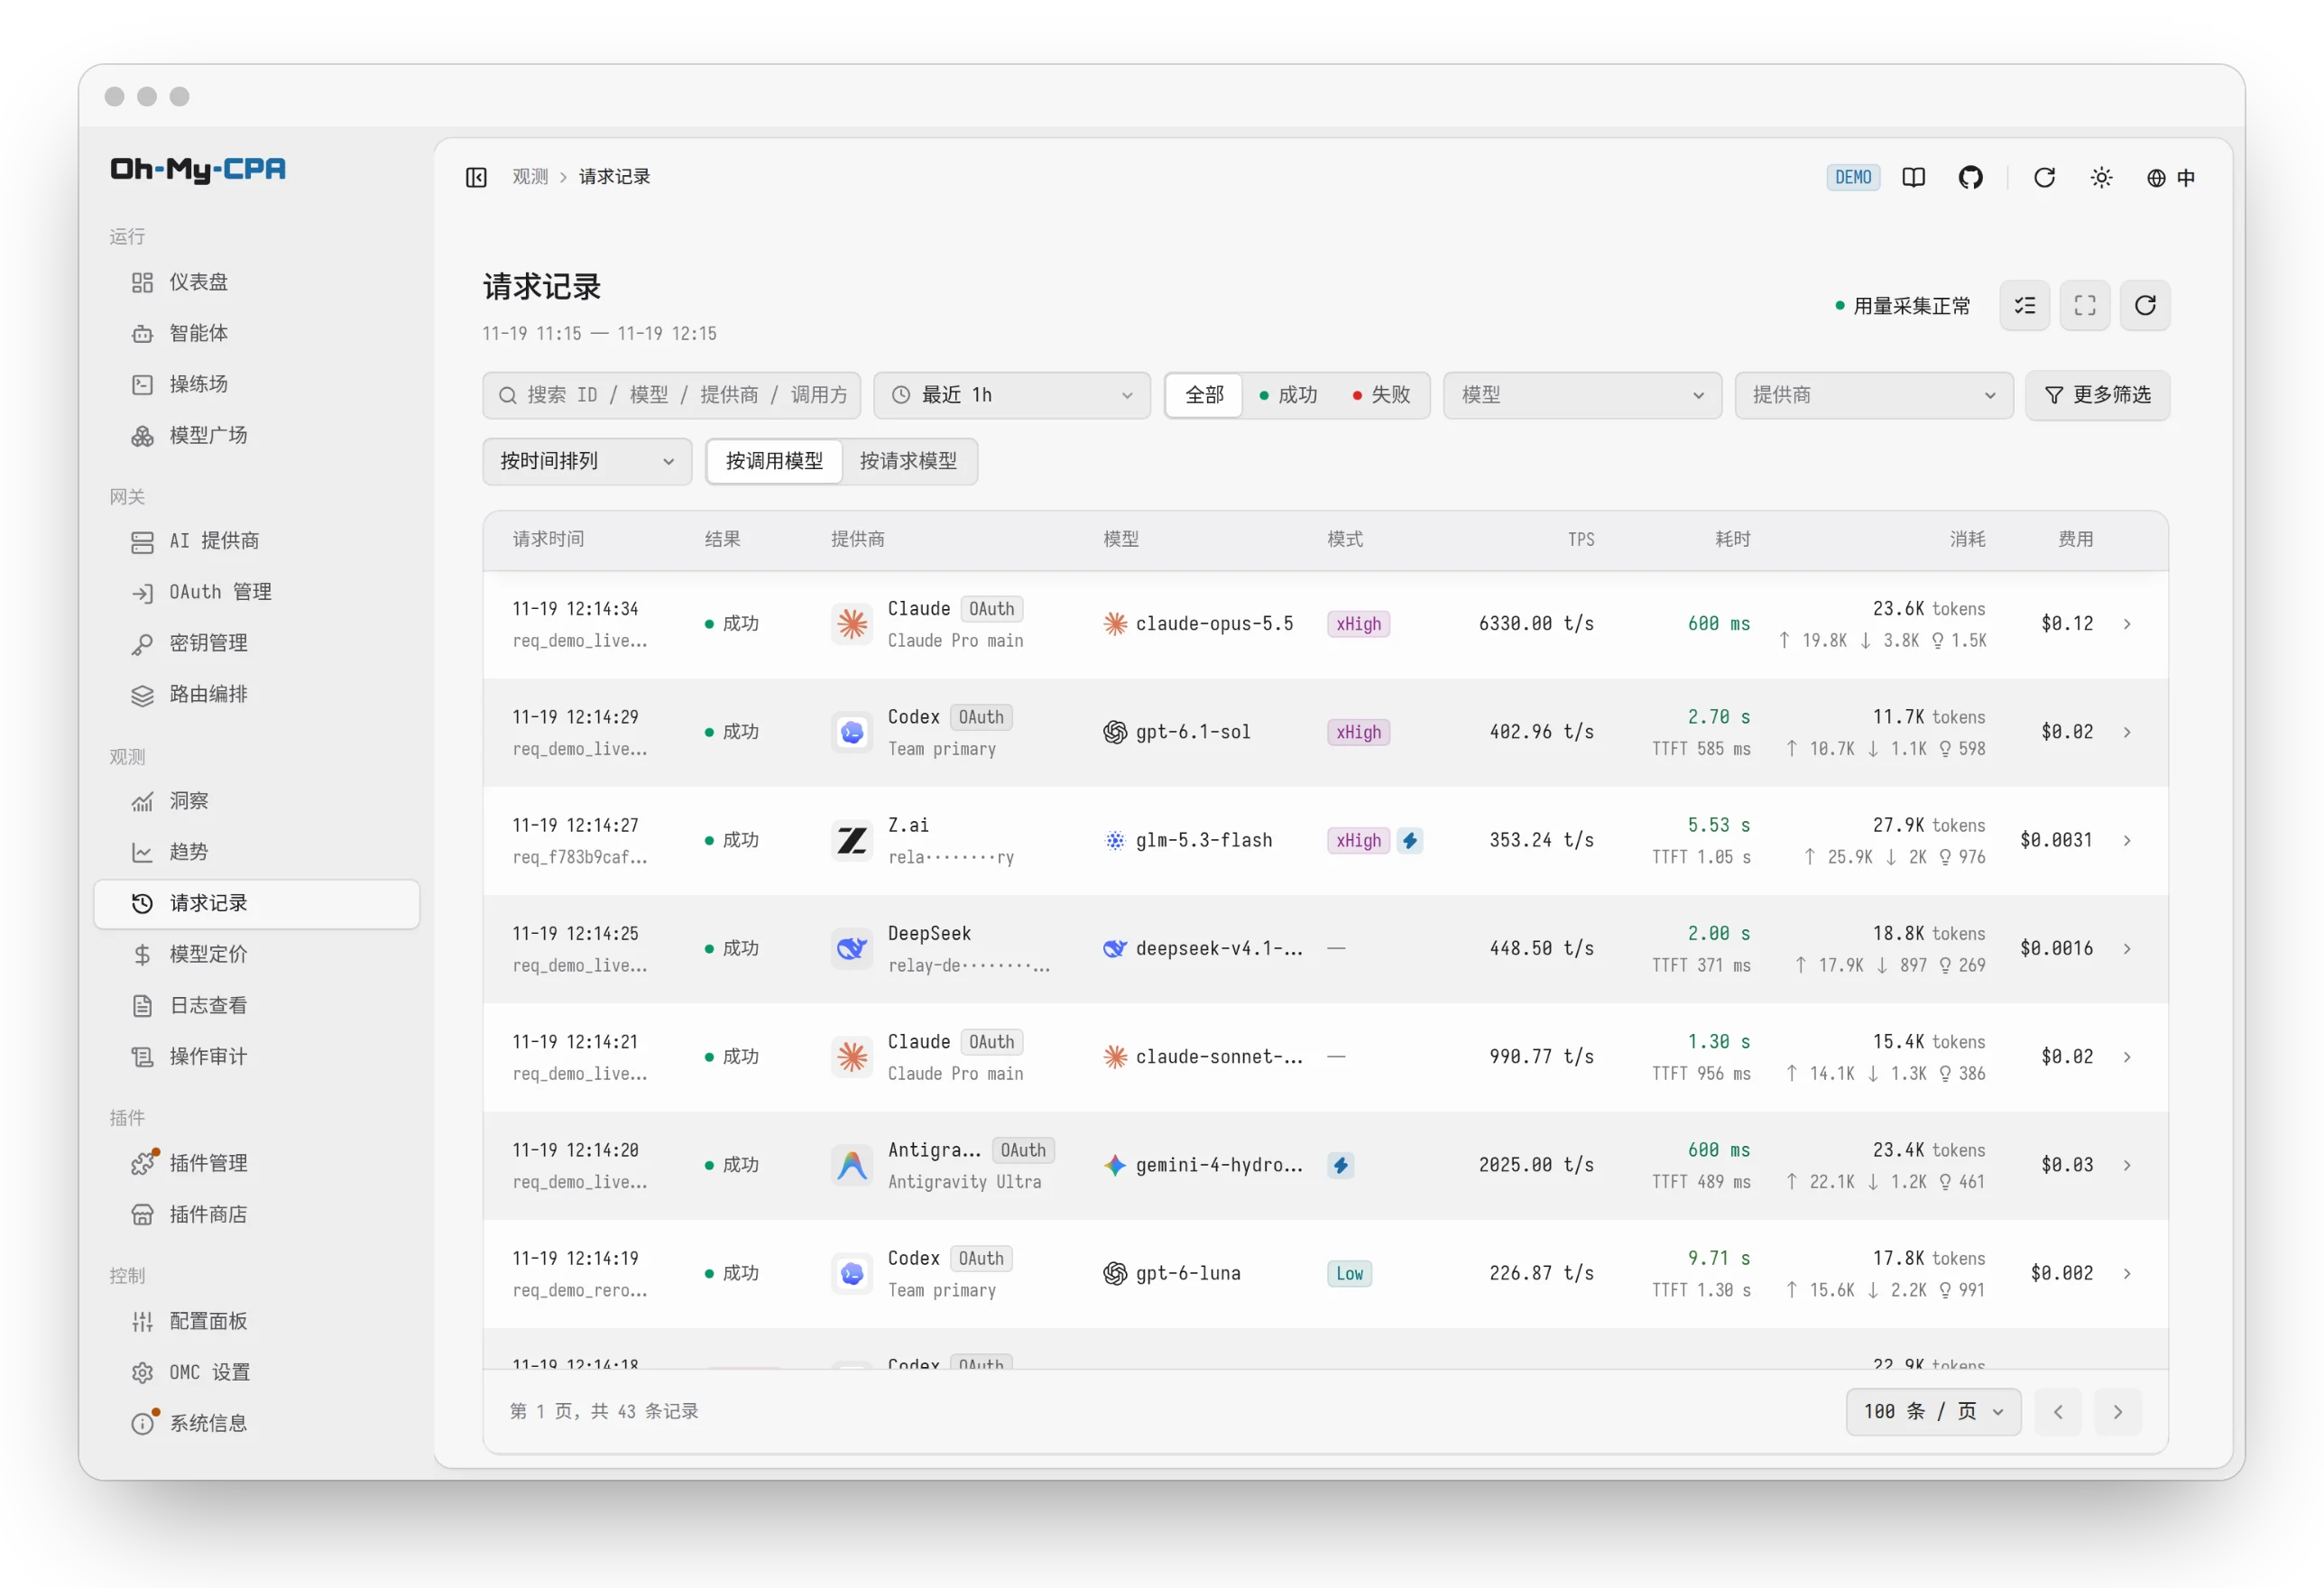 Oh-My-CPA
运行
仪表盘
智能体
操练场
模型广场
网关
AI 提供商
OAuth 管理
密钥管理
路由编排
观测
洞察
趋势
请求记录
模型定价
日志查看
操作审计
插件
插件管理
插件商店
控制
配置面板
OMC 设置
系统信息
观测 > 请求记录
DEMO
中
请求记录
11-19 11:15 — 11-19 12:15
用量采集正常
搜索 ID / 模型 / 提供商 / 调用方
最近 1h
全部 成功 失败
模型
提供商
更多筛选
按时间排列
按调用模型 按请求模型
请求时间 结果 提供商 模型 模式 TPS 耗时 消耗 费用
11-19 12:14:34 成功 Claude OAuth claude-opus-5.5 xHigh 6330.00 t/s 600 ms 23.6K tokens $0.12
req_demo_live... Claude Pro main ↑ 19.8K ↓ 3.8K 1.5K
11-19 12:14:29 成功 Codex OAuth gpt-6.1-sol xHigh 402.96 t/s 2.70 s 11.7K tokens $0.02
req_demo_live... Team primary TTFT 585 ms ↑ 10.7K ↓ 1.1K 598
11-19 12:14:27 成功 Z.ai glm-5.3-flash xHigh 353.24 t/s 5.53 s 27.9K tokens $0.0031
req_f783b9caf... rela········ry TTFT 1.05 s ↑ 25.9K ↓ 2K 976
11-19 12:14:25 成功 DeepSeek deepseek-v4.1-... — 448.50 t/s 2.00 s 18.8K tokens $0.0016
req_demo_live... relay-de········... TTFT 371 ms ↑ 17.9K ↓ 897 269
11-19 12:14:21 成功 Claude OAuth claude-sonnet-... — 990.77 t/s 1.30 s 15.4K tokens $0.02
req_demo_live... Claude Pro main TTFT 956 ms ↑ 14.1K ↓ 1.3K 386
11-19 12:14:20 成功 Antigra... OAuth gemini-4-hydro... 2025.00 t/s 600 ms 23.4K tokens $0.03
req_demo_live... Antigravity Ultra TTFT 489 ms ↑ 22.1K ↓ 1.2K 461
11-19 12:14:19 成功 Codex OAuth gpt-6-luna Low 226.87 t/s 9.71 s 17.8K tokens $0.002
req_demo_rero... Team primary TTFT 1.30 s ↑ 15.6K ↓ 2.2K 991
11-19 12:14:18 Codex OAuth 22.9K tokens
第 1 页，共 43 条记录
100 条 / 页